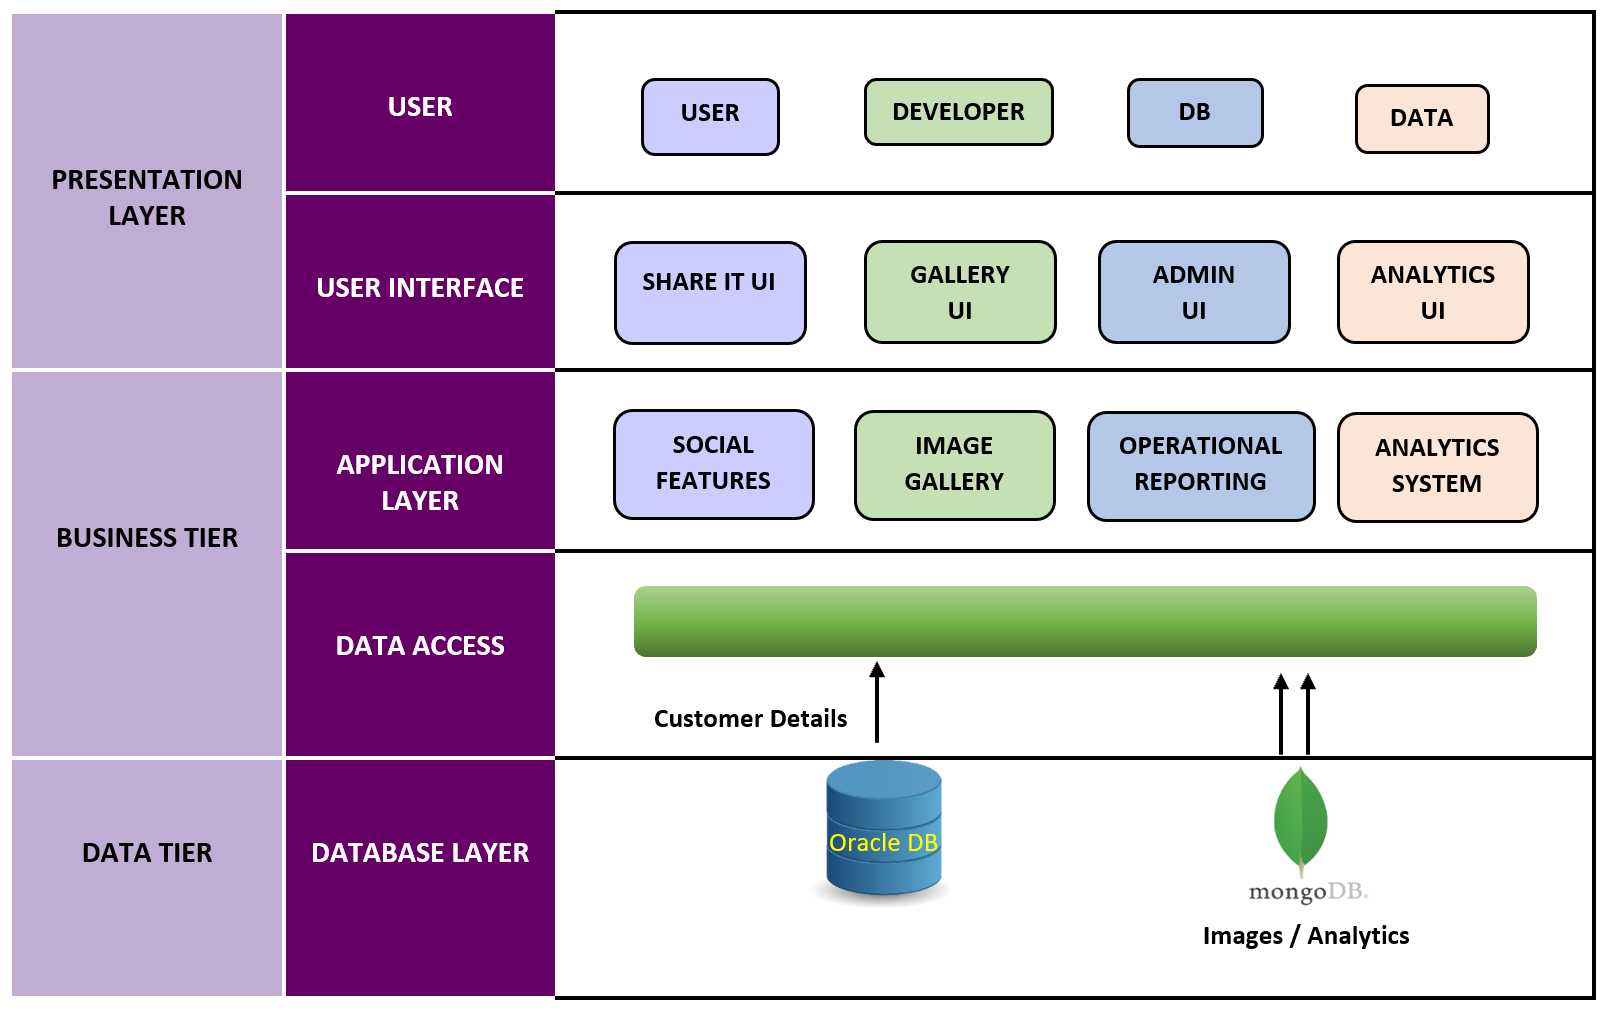 PRESENTATION
LAYER
USER
USER
DEVELOPER
DB
DATA
USER INTERFACE
SHARE IT UI
GALLERY
UI
ADMIN
UI
ANALYTICS
UI
BUSINESS TIER
APPLICATION
LAYER
SOCIAL
FEATURES
IMAGE
GALLERY
OPERATIONAL
REPORTING
ANALYTICS
SYSTEM
DATA ACCESS
Customer Details
DATA TIER
DATABASE LAYER
Oracle DB
mongoDB
Images / Analytics